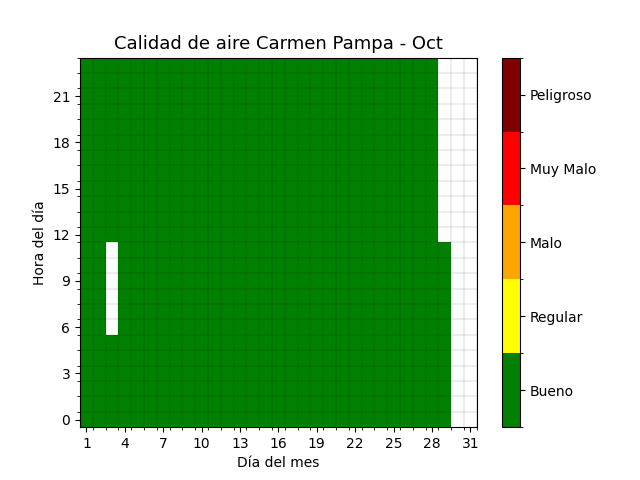 Calidad de aire Carmen Pampa - Oct
Hora del día
21
18
15
12
9
6
3
0
1 4 7 10 13 16 19 22 25 28 31
Día del mes
Peligroso
Muy Malo
Malo
Regular
Bueno